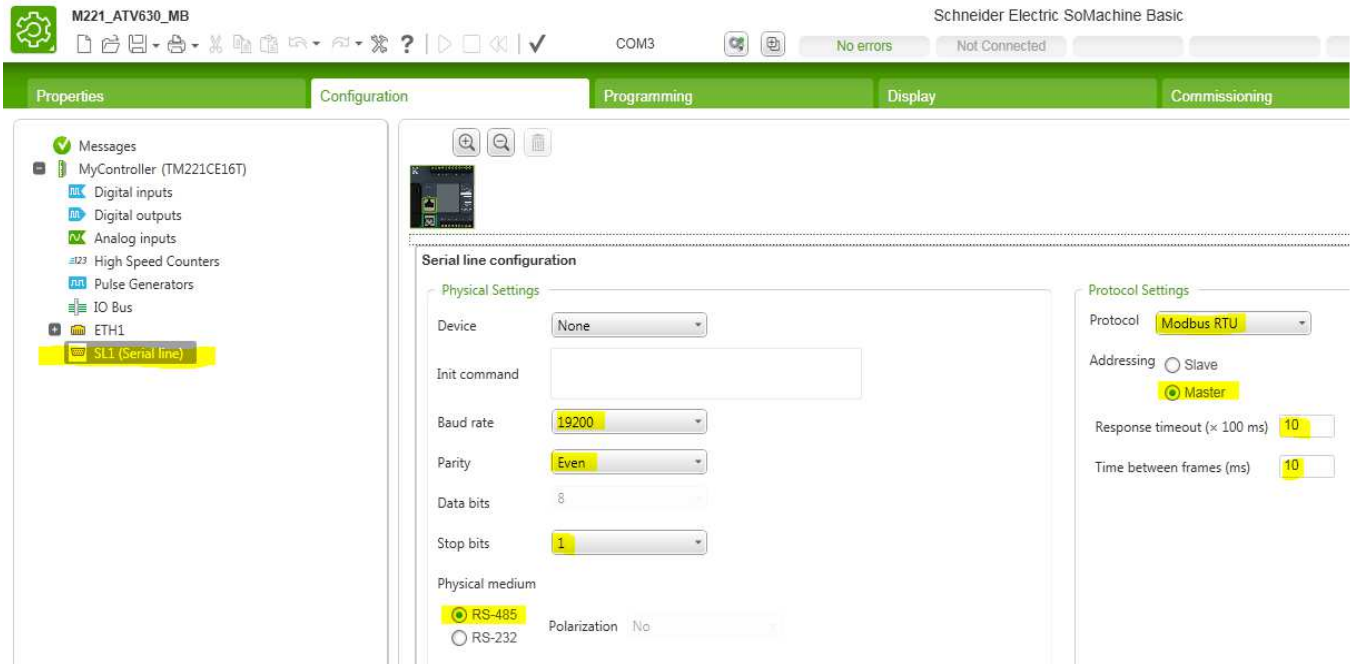 M221_ATV630_MB
Schneider Electric SoMachine Basic
COM3
No errors
Not Connected
Properties
Configuration
Programming
Display
Commissioning
Messages
MyController (TM221CE16T)
Digital inputs
Digital outputs
Analog inputs
High Speed Counters
Pulse Generators
IO Bus
ETH1
SL1 (Serial line)
Serial line configuration
Physical Settings
Device None
Init command
Baud rate 19200
Parity Even
Data bits 8
Stop bits 1
Physical medium
RS-485
RS-232
Polarization No
Protocol Settings
Protocol Modbus RTU
Addressing Slave
Master
Response timeout (× 100 ms) 10
Time between frames (ms) 10